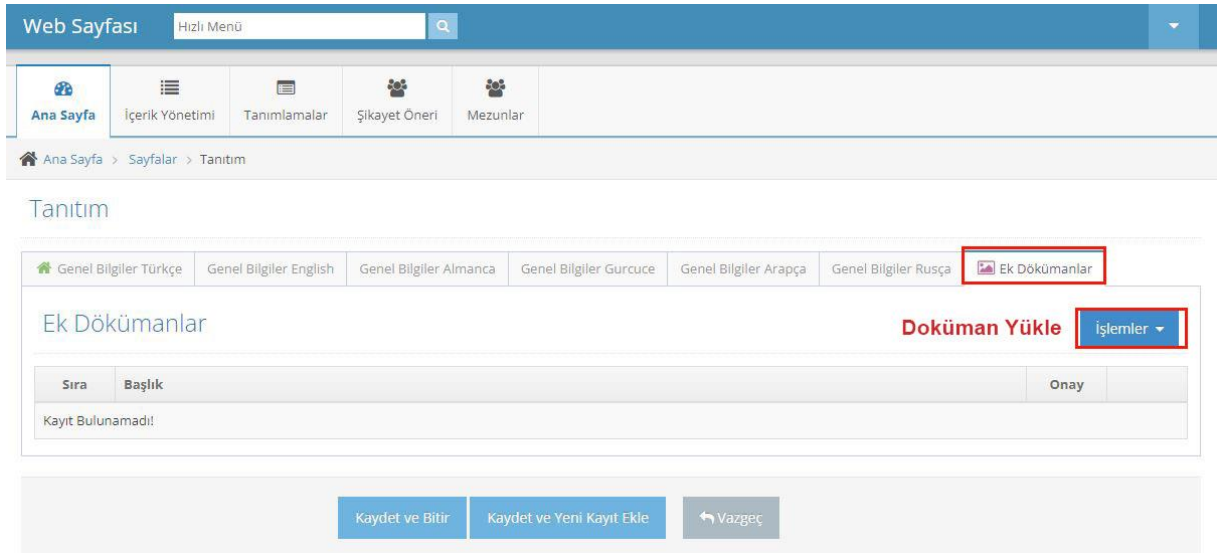 Web Sayfası Hızlı Menü
Ana Sayfa İçerik Yönetimi Tanımlamalar Şikayet Öneri Mezunlar
Ana Sayfa > Sayfalar > Tanıtım
Tanıtım
Genel Bilgiler Türkçe Genel Bilgiler English Genel Bilgiler Almanca Genel Bilgiler Gurcuce Genel Bilgiler Arapça Genel Bilgiler Rusça Ek Dökümanlar
Ek Dökümanlar Doküman Yükle İşlemler
Sıra Başlık Onay
Kayıt Bulunamadı!
Kaydet ve Bitir Kaydet ve Yeni Kayıt Ekle Vazgeç